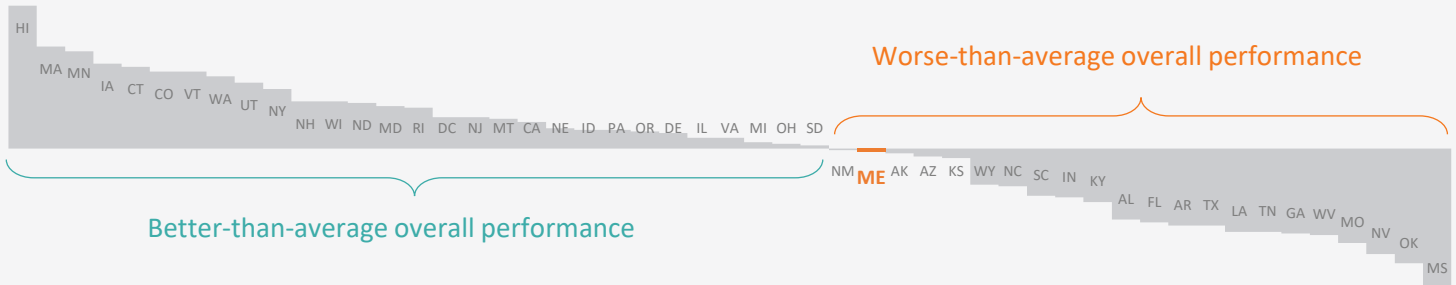 HI
MA MN IA CT CO VT WA UT NY NH WI ND MD RI DC NJ MT CA NE ID PA OR DE IL VA MI OH SD
Worse-than-average overall performance
NM ME AK AZ KS WY NC SC IN KY AL FL AR TX LA TN GA WV MO NV OK MS
Better-than-average overall performance